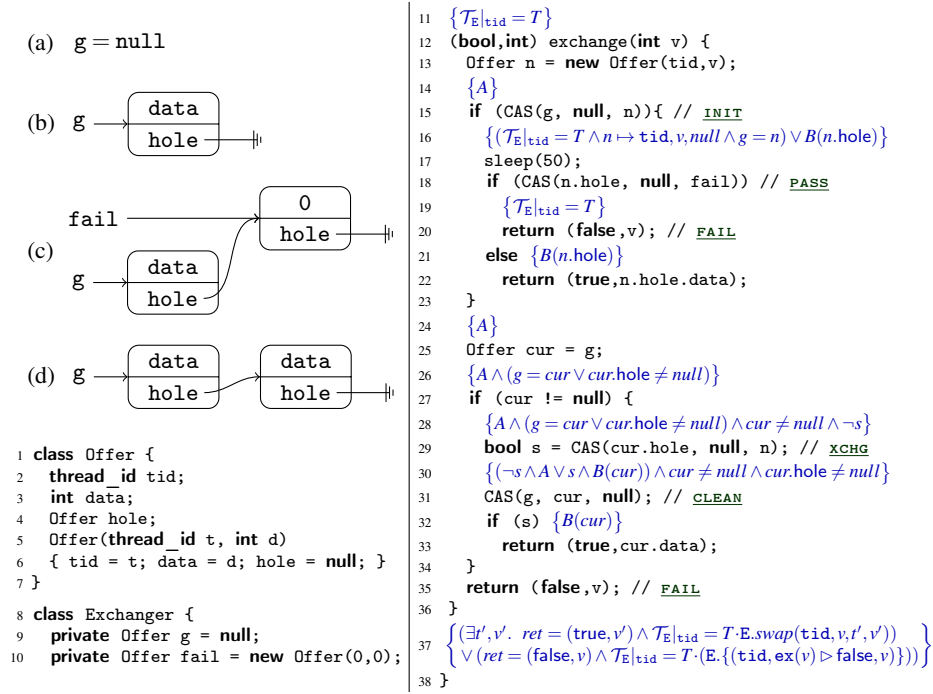 (a) g = null
(b) g
data
hole
(c) fail
0
hole
g
data
hole
(d) g
data
hole
data
hole
1 class Offer {
2 thread_id tid;
3 int data;
4 Offer hole;
5 Offer(thread_id t, int d)
6 { tid = t; data = d; hole = null; }
7 }
8 class Exchanger {
9 private Offer g = null;
10 private Offer fail = new Offer(0,0);
11 {𝒯_E|_tid = T}
12 (bool,int) exchange(int v) {
13 Offer n = new Offer(tid,v);
14 {A}
15 if (CAS(g, null, n)){ // INIT
16 {(𝒯_E|_tid = T ∧ n ↦ tid,v,null ∧ g = n) ∨ B(n.hole)}
17 sleep(50);
18 if (CAS(n.hole, null, fail)) // PASS
19 {𝒯_E|_tid = T}
20 return (false,v); // FAIL
21 else {B(n.hole)}
22 return (true,n.hole.data);
23 }
24 {A}
25 Offer cur = g;
26 {A ∧ (g = cur ∨ cur.hole ≠ null)}
27 if (cur != null) {
28 {A ∧ (g = cur ∨ cur.hole ≠ null) ∧ cur ≠ null ∧ ¬s}
29 bool s = CAS(cur.hole, null, n); // XCHG
30 {(¬s ∧ A ∨ s ∧ B(cur)) ∧ cur ≠ null ∧ cur.hole ≠ null}
31 CAS(g, cur, null); // CLEAN
32 if (s) {B(cur)}
33 return (true,cur.data);
34 }
35 return (false,v); // FAIL
36 }
37 {(∃t′,v′. ret = (true,v′) ∧ 𝒯_E|_tid = T·E.swap(tid,v,t′,v′))
∨ (ret = (false,v) ∧ 𝒯_E|_tid = T·(E.{(tid,ex(v) ▷ false,v)}))}
38 }